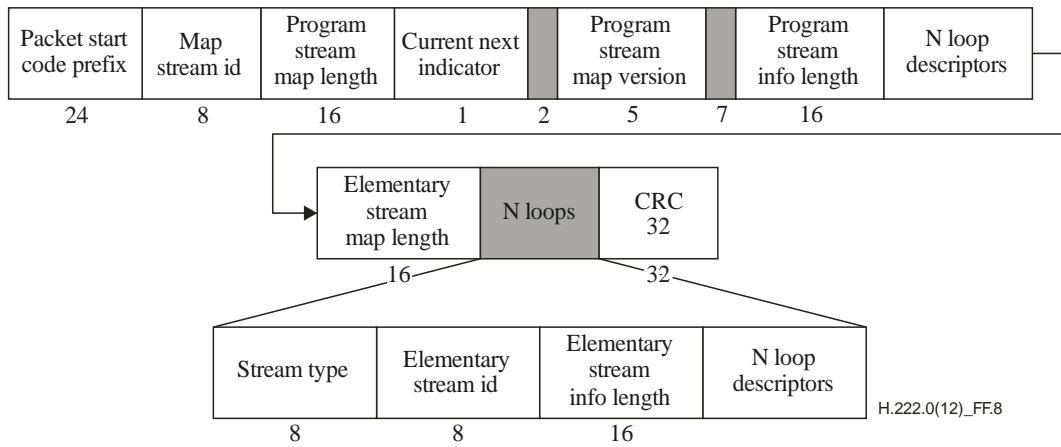 Packet start
code prefix
Map
stream id
Program
stream
map length
Current next
indicator
Program
stream
map version
Program
stream
info length
N loop
descriptors
24
8
16
1
2
5
7
16
Elementary
stream
map length
N loops
CRC
32
16
32
Stream type
Elementary
stream id
Elementary
stream
info length
N loop
descriptors
8
8
16
H.222.0(12)_FF.8